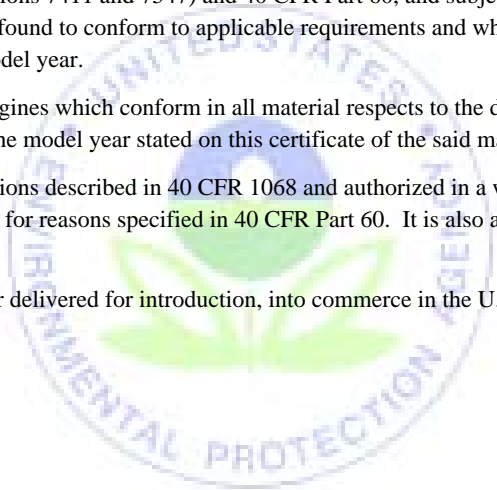 ions 7411 and 7547) and 40 CFR Part 60, and subje
found to conform to applicable requirements and wh
del year.
gines which conform in all material respects to the d
ne model year stated on this certificate of the said ma
ions described in 40 CFR 1068 and authorized in a w
for reasons specified in 40 CFR Part 60. It is also a
r delivered for introduction, into commerce in the U.
UNITED STATES
ENVIRONMENTAL PROTECTION AGENCY